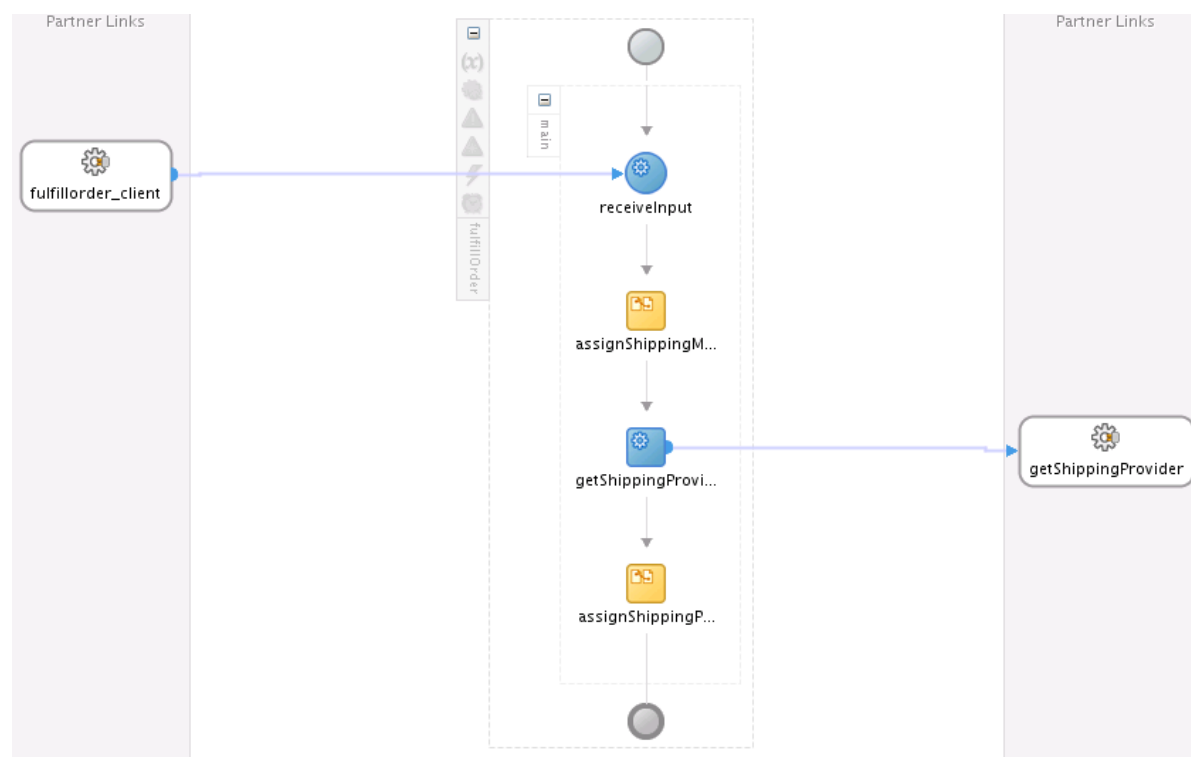 Partner Links
Partner Links
(x)
main
fulfillorder_client
receiveInput
fulfillOrder
assignShippingM...
getShippingProvi...
getShippingProvider
assignShippingP...